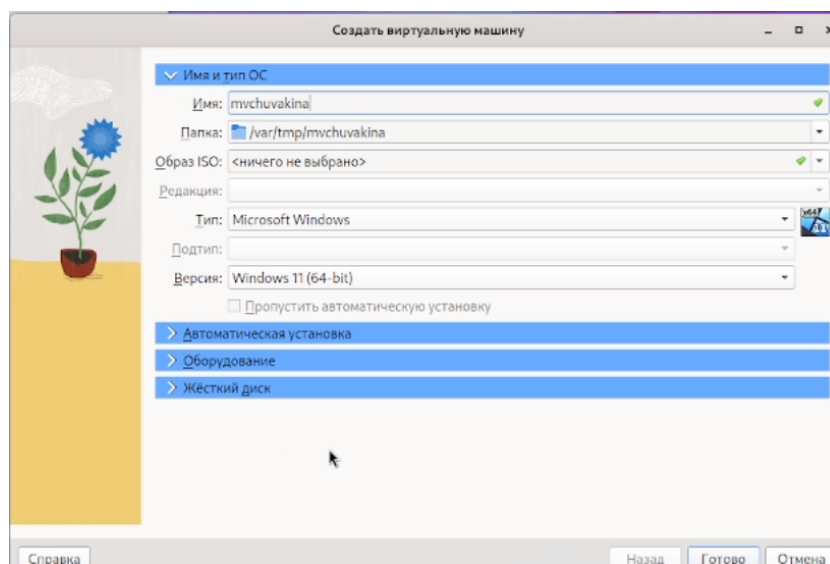 Создать виртуальную машину
Имя и тип ОС
Имя: mvchuvakina
Папка: /var/tmp/mvchuvakina
Образ ISO: <ничего не выбрано>
Редакция:
Тип: Microsoft Windows
x64
11
Подтип:
Версия: Windows 11 (64-bit)
Пропустить автоматическую установку
Автоматическая установка
Оборудование
Жёсткий диск
Справка Назад Готово Отмена